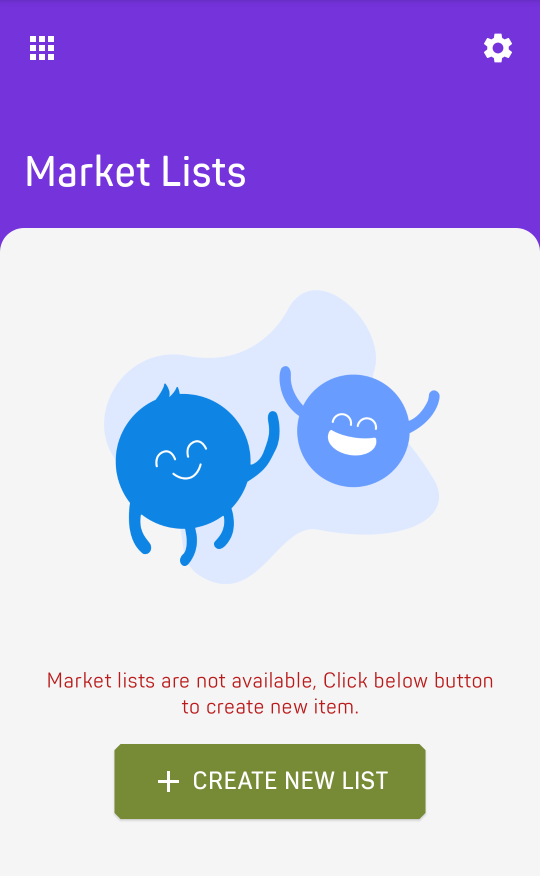 Market Lists
Market lists are not available, Click below button
to create new item.
CREATE NEW LIST